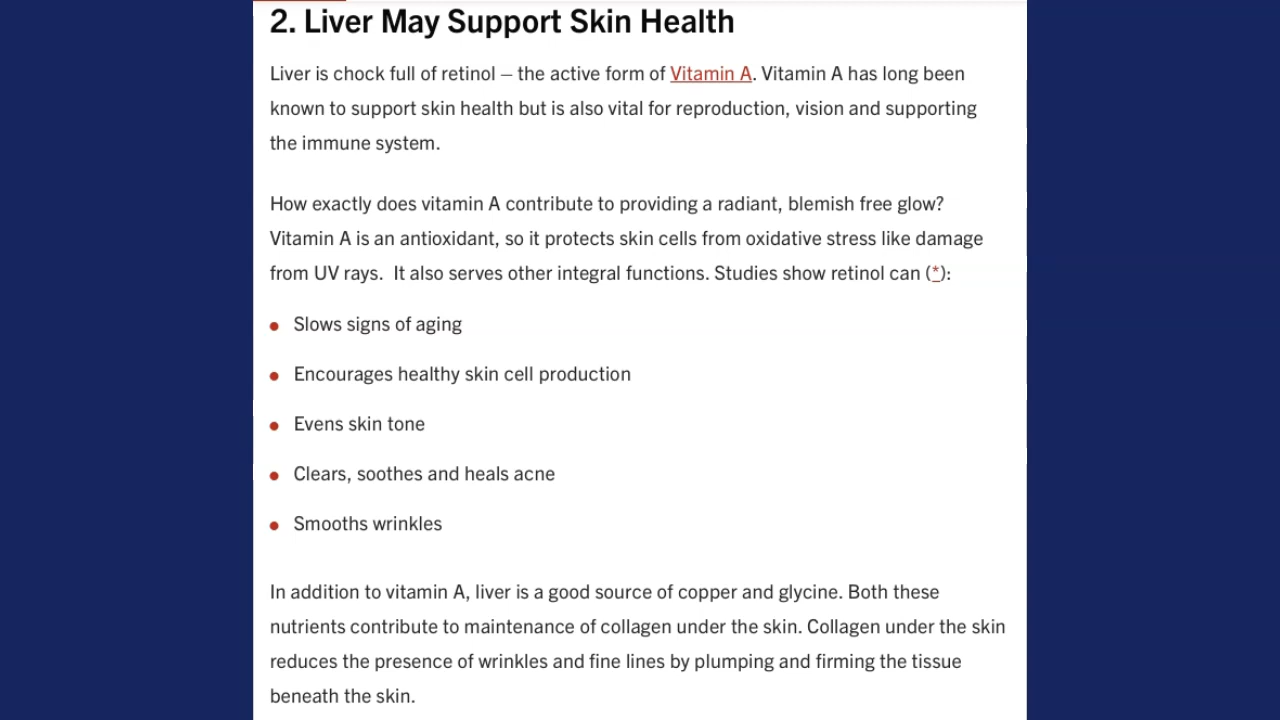 2. Liver May Support Skin Health
Liver is chock full of retinol – the active form of Vitamin A. Vitamin A has long been
known to support skin health but is also vital for reproduction, vision and supporting
the immune system.
How exactly does vitamin A contribute to providing a radiant, blemish free glow?
Vitamin A is an antioxidant, so it protects skin cells from oxidative stress like damage
from UV rays.  It also serves other integral functions. Studies show retinol can (*):
● Slows signs of aging
● Encourages healthy skin cell production
● Evens skin tone
● Clears, soothes and heals acne
● Smooths wrinkles
In addition to vitamin A, liver is a good source of copper and glycine. Both these
nutrients contribute to maintenance of collagen under the skin. Collagen under the skin
reduces the presence of wrinkles and fine lines by plumping and firming the tissue
beneath the skin.